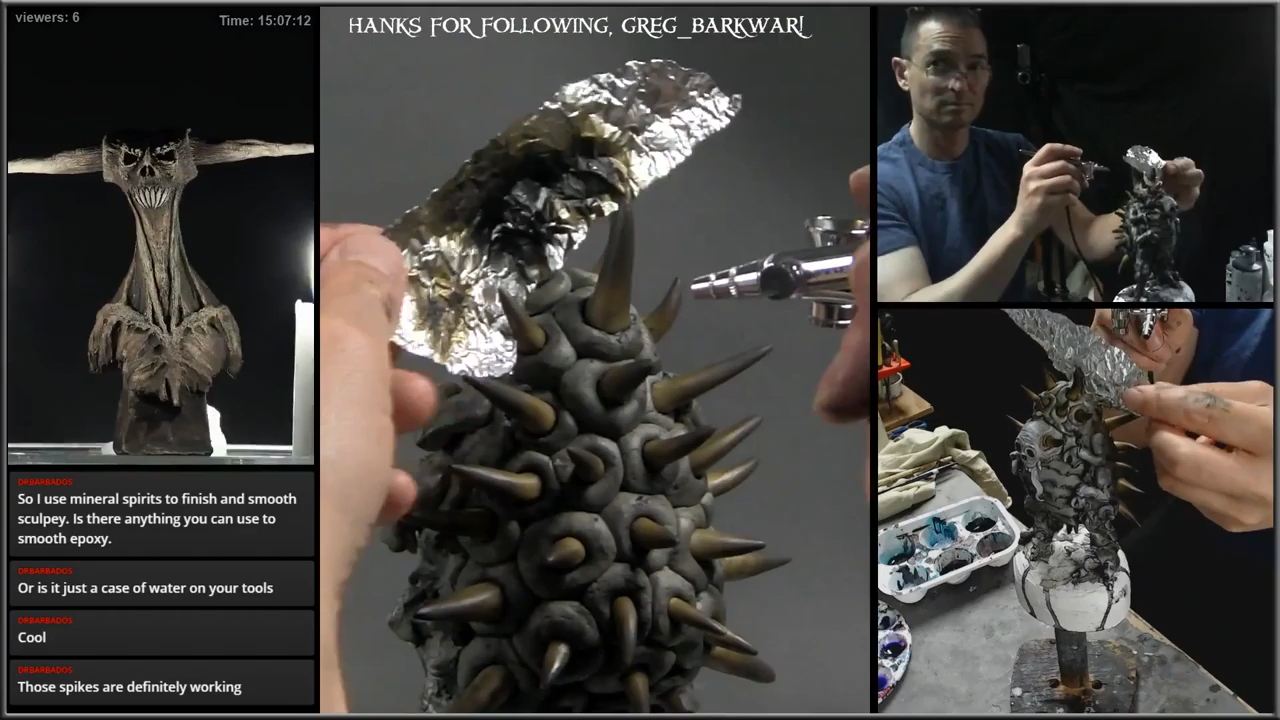 viewers: 6
Time: 15:07:12
HANKS FOR FOLLOWING, GREG_BARKWAR!
DRBARBADOS
So I use mineral spirits to finish and smooth
sculpey. Is there anything you can use to
smooth epoxy.
DRBARBADOS
Or is it just a case of water on your tools
DRBARBADOS
Cool
DRBARBADOS
Those spikes are definitely working